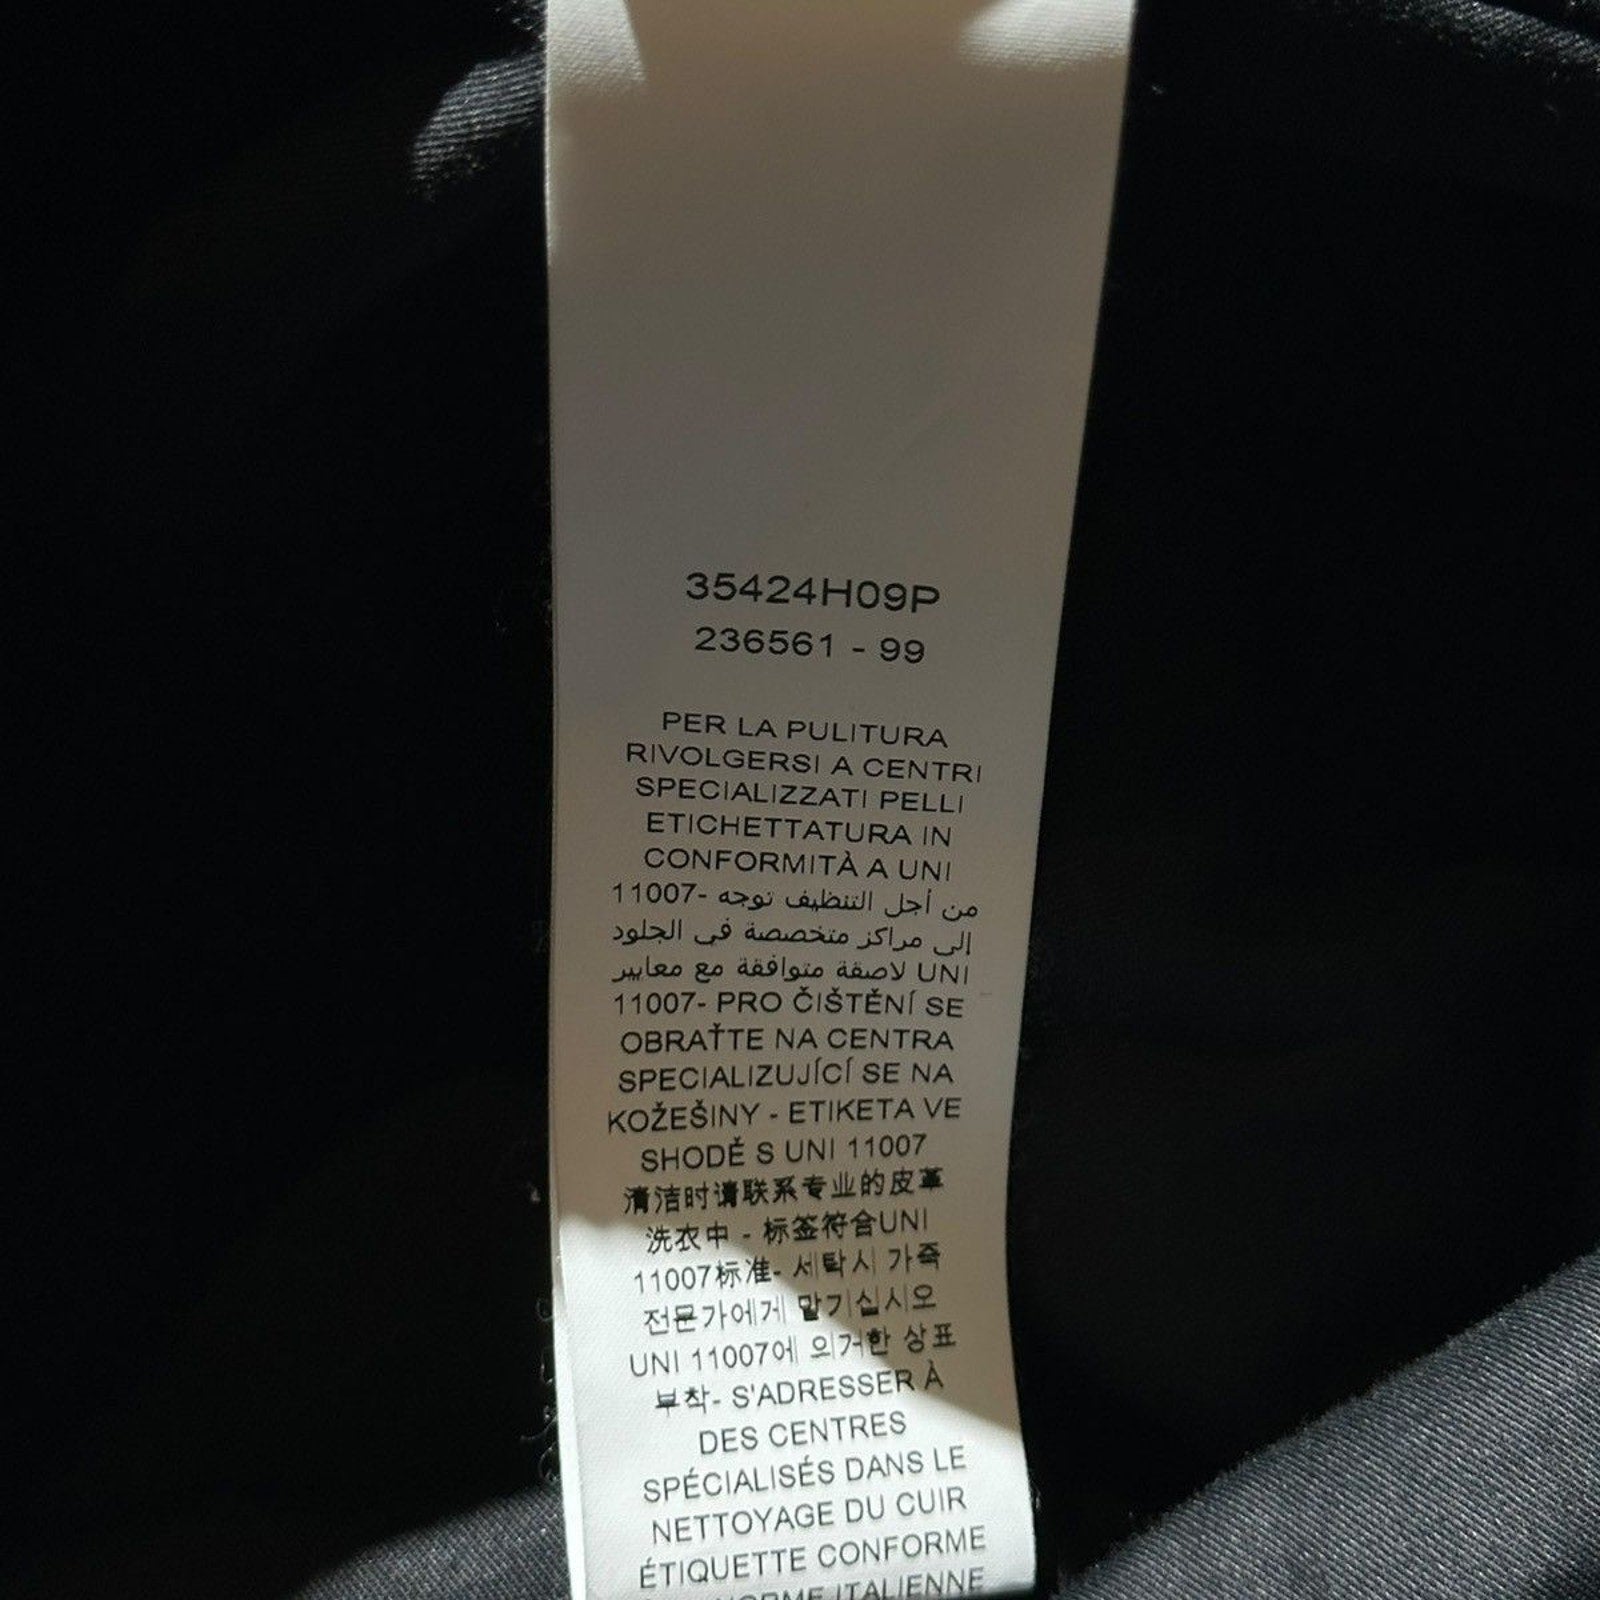 35424H09P
236561 - 99
PER LA PULITURA
RIVOLGERSI A CENTRI
SPECIALIZZATI PELLI
ETICHETTATURA IN
CONFORMITÀ A UNI
11007- من أجل التنظيف توجه
إلى مراكز متخصصة في الجلود
UNI لاصقة متوافقة مع معايير
11007- PRO ČIŠTĚNÍ SE
OBRAŤTE NA CENTRA
SPECIALIZUJÍCÍ SE NA
KOŽEŠINY - ETIKETA VE
SHODĚ S UNI 11007
清洁时请联系专业的皮革
洗衣中 - 标签符合UNI
11007标准- 세탁시 가죽
전문가에게 맡기십시오
UNI 11007에 의거한 상표
부착- S'ADRESSER À
DES CENTRES
SPÉCIALISÉS DANS LE
NETTOYAGE DU CUIR
ÉTIQUETTE CONFORME
NORME ITALIENNE